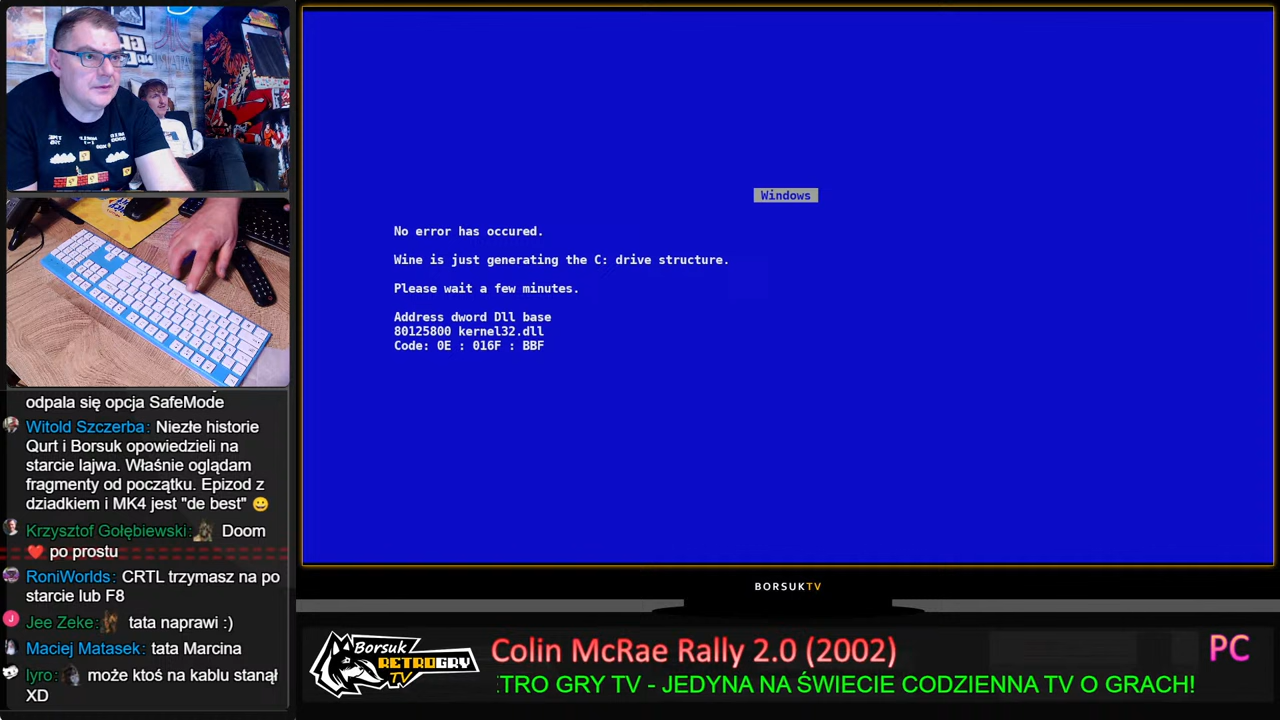 Windows
No error has occured.
Wine is just generating the C: drive structure.
Please wait a few minutes.
Address dword Dll base
80125800 kernel32.dll
Code: 0E : 016F : BBF
odpala się opcja SafeMode
Witold Szczerba: Niezłe historie
Qurt i Borsuk opowiedzieli na
starcie lajwa. Właśnie oglądam
fragmenty od początku. Epizod z
dziadkiem i MK4 jest "de best" 😀
Krzysztof Gołębiewski: Doom
❤️ po prostu
RoniWorlds: CRTL trzymasz na po
starcie lub F8
Jee Zeke: tata naprawi :)
Maciej Matasek: tata Marcina
lyro: może ktoś na kablu stanął
XD
BORSUKTV
Borsuk
RETROGRY
TV
Colin McRae Rally 2.0 (2002)
PC
TRO GRY TV - JEDYNA NA ŚWIECIE CODZIENNA TV O GRACH!